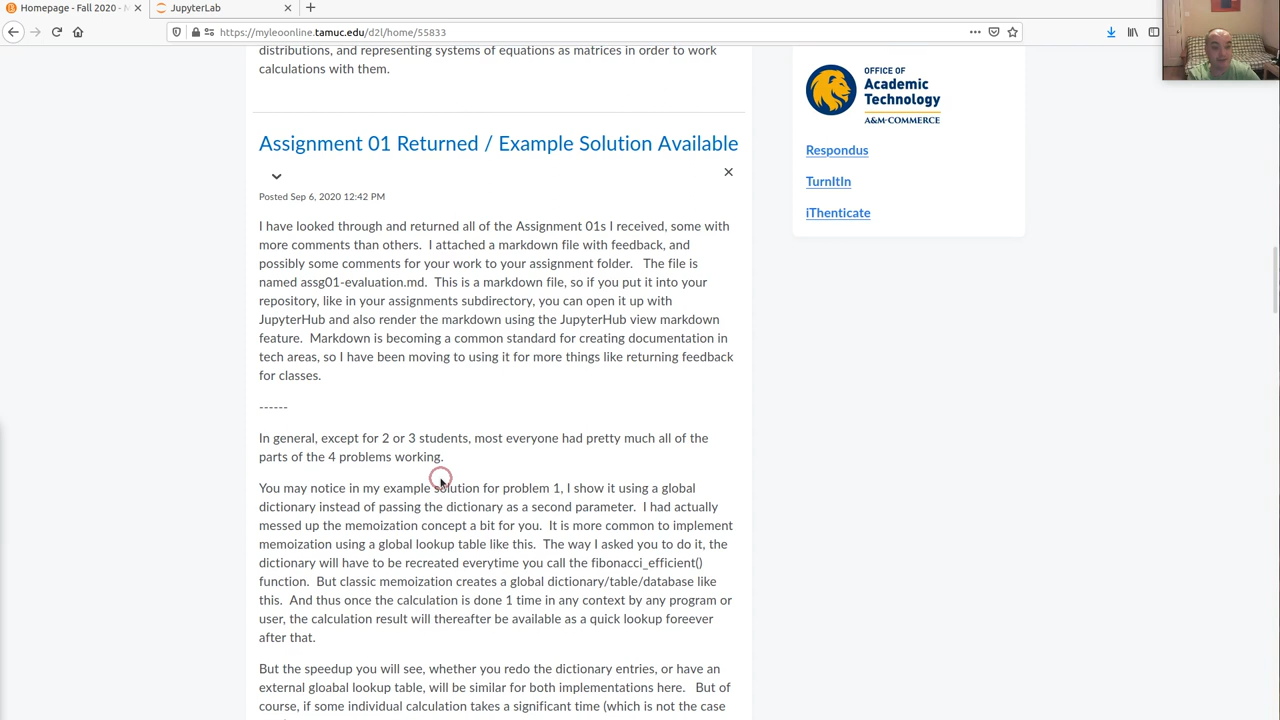 Homepage - Fall 2020 -
JupyterLab
https://myleoonline.tamuc.edu/d2l/home/55833
distributions, and representing systems of equations as matrices in order to work
calculations with them.
Assignment 01 Returned / Example Solution Available
Posted Sep 6, 2020 12:42 PM
I have looked through and returned all of the Assignment 01s I received, some with
more comments than others.  I attached a markdown file with feedback, and
possibly some comments for your work to your assignment folder.   The file is
named assg01-evaluation.md.  This is a markdown file, so if you put it into your
repository, like in your assignments subdirectory, you can open it up with
JupyterHub and also render the markdown using the JupyterHub view markdown
feature.  Markdown is becoming a common standard for creating documentation in
tech areas, so I have been moving to using it for more things like returning feedback
for classes.
------
In general, except for 2 or 3 students, most everyone had pretty much all of the
parts of the 4 problems working.
You may notice in my example solution for problem 1, I show it using a global
dictionary instead of passing the dictionary as a second parameter.  I had actually
messed up the memoization concept a bit for you.  It is more common to implement
memoization using a global lookup table like this.  The way I asked you to do it, the
dictionary will have to be recreated everytime you call the fibonacci_efficient()
function.  But classic memoization creates a global dictionary/table/database like
this.  And thus once the calculation is done 1 time in any context by any program or
user, the calculation result will thereafter be available as a quick lookup foreever
after that.
But the speedup you will see, whether you redo the dictionary entries, or have an
external gloabal lookup table, will be similar for both implementations here.   But of
course, if some individual calculation takes a significant time (which is not the case
OFFICE OF
Academic
Technology
A&M-COMMERCE
Respondus
TurnItIn
iThenticate